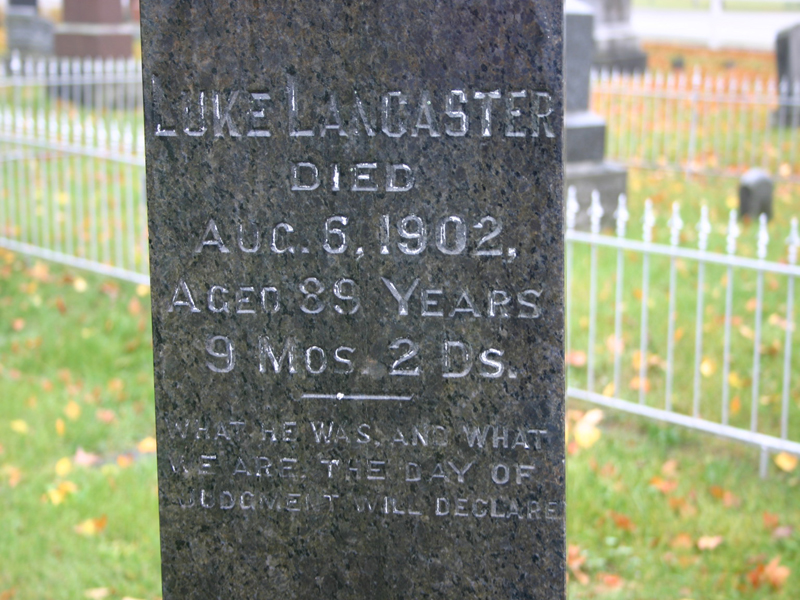 LUKE LANCASTER
DIED
AUG. 6, 1902,
AGED 89 YEARS
9 MOS. 2 DS.
WHAT HE WAS, AND WHAT
WE ARE, THE DAY OF
JUDGMENT WILL DECLARE